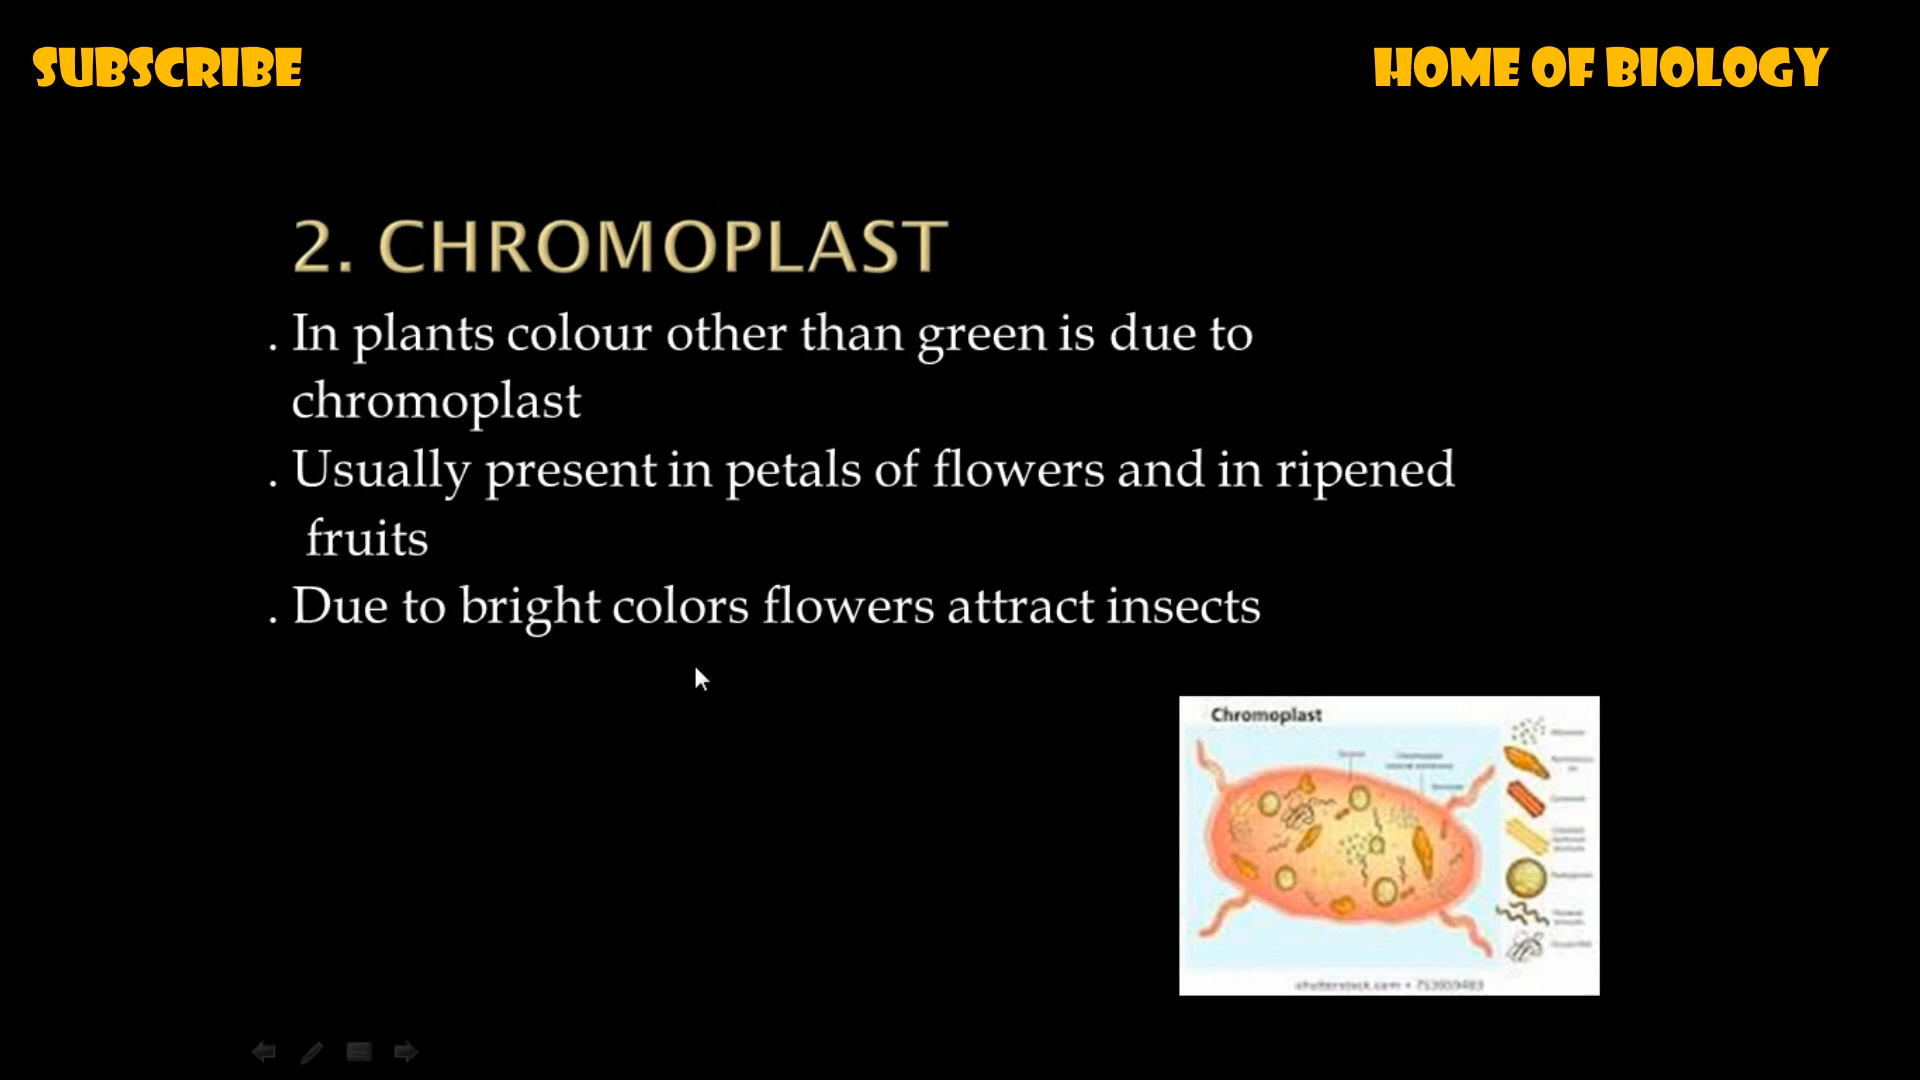 SUBSCRIBE
HOME OF BIOLOGY
2. CHROMOPLAST
. In plants colour other than green is due to
chromoplast
. Usually present in petals of flowers and in ripened
fruits
. Due to bright colors flowers attract insects
Chromoplast